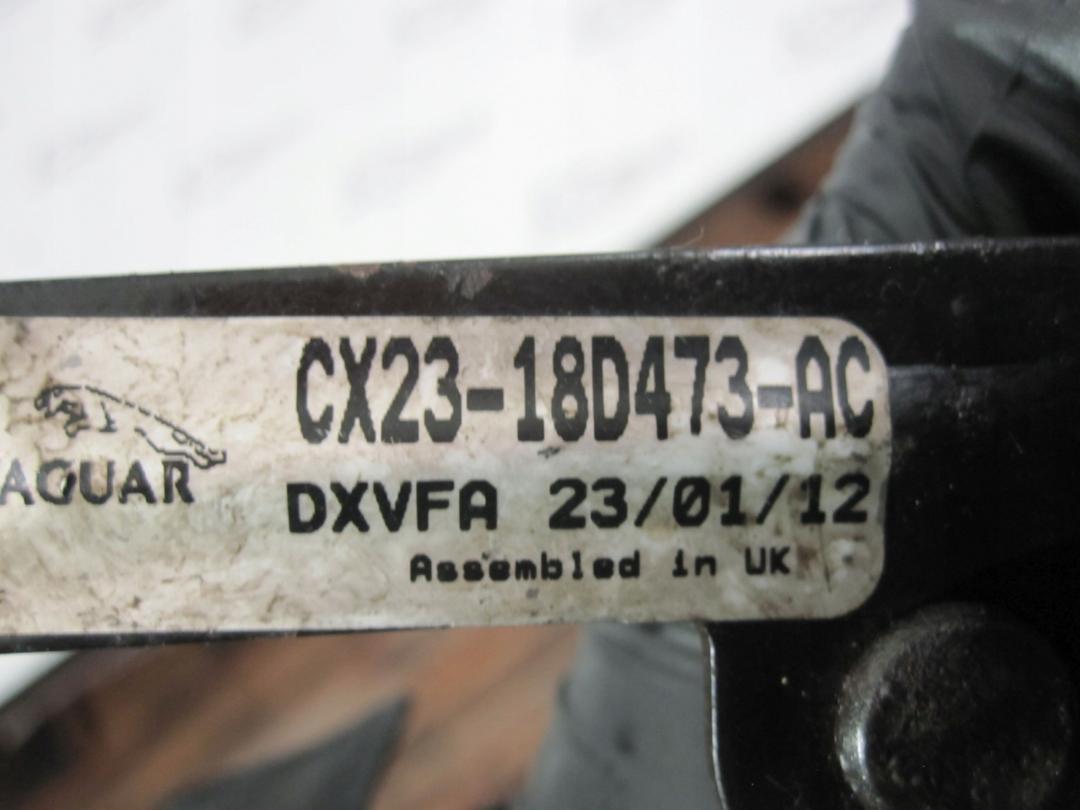 CX23-18D473-AC
AGUAR
DXVFA 23/01/12
Assembled in UK